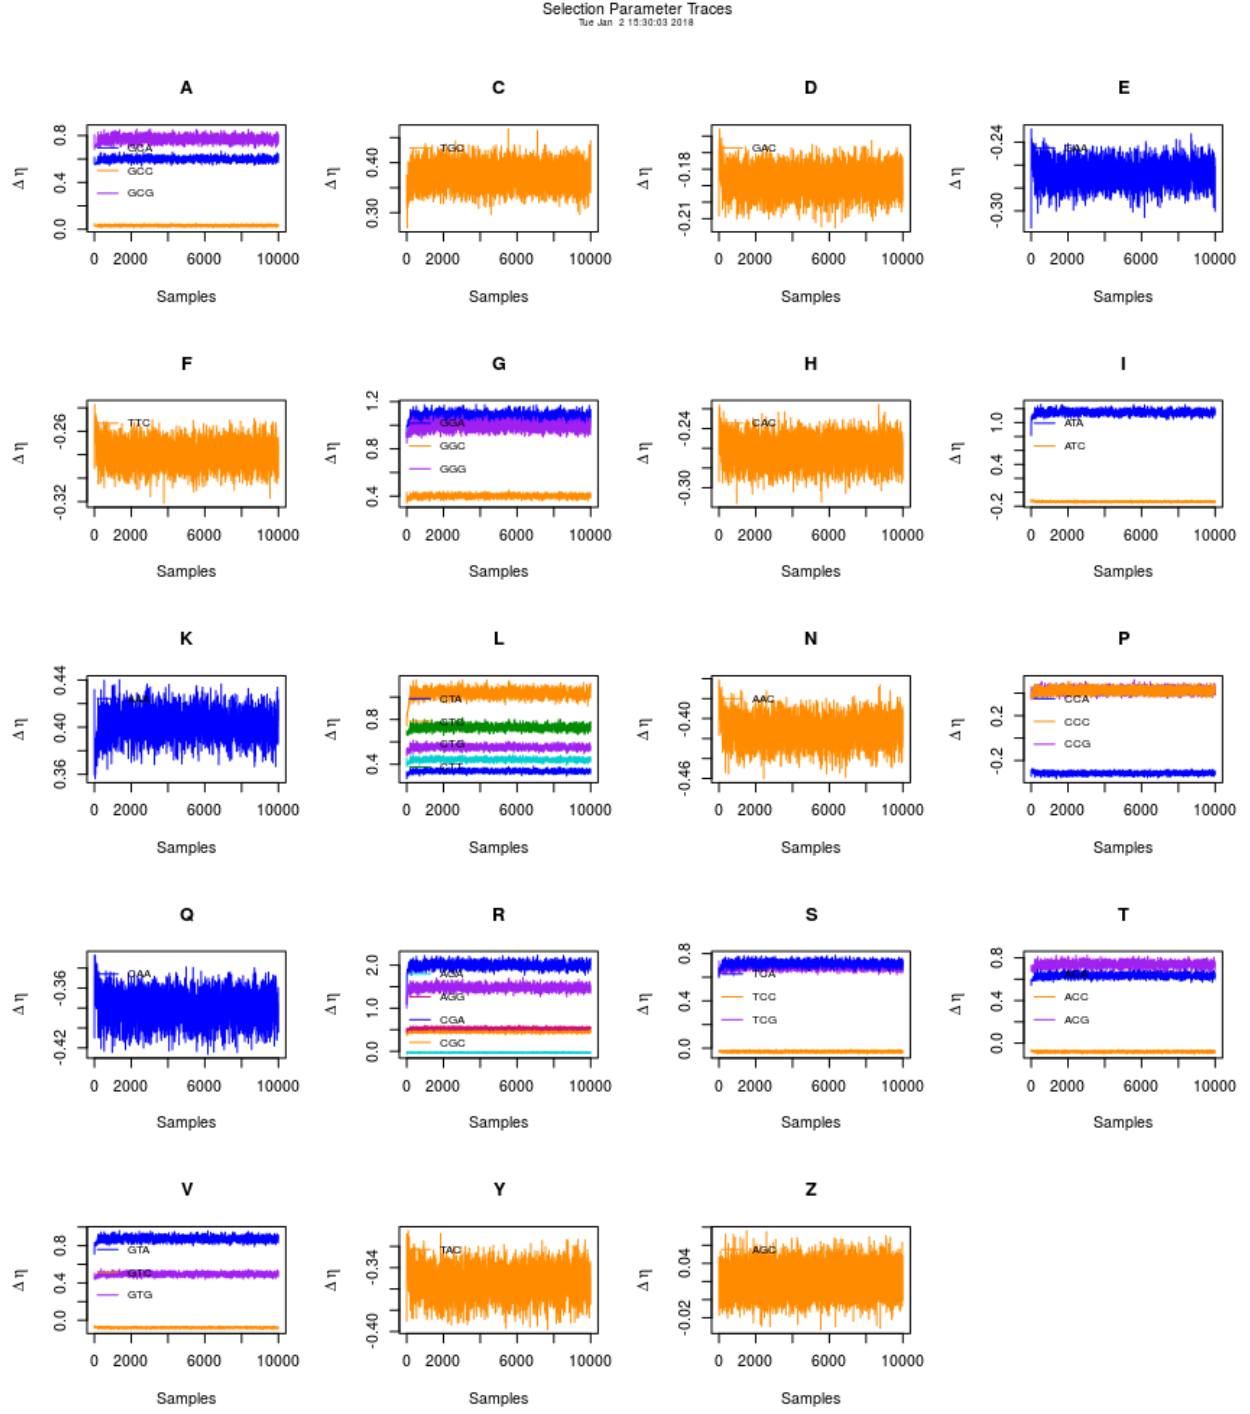 Selection Parameter Traces
Tue Jan 2 15:30:03 2018
A C D E
Δη 0.0 0.4 0.8 GCA GCC GCG 0 2000 6000 10000 Samples
Δη 0.30 0.40 TGC 0 2000 6000 10000 Samples
Δη -0.21 -0.18 GAC 0 2000 6000 10000 Samples
Δη -0.30 -0.24 GAA 0 2000 6000 10000 Samples
F G H I
Δη -0.32 -0.26 TTC 0 2000 6000 10000 Samples
Δη 0.4 0.8 1.2 GGA GGC GGG 0 2000 6000 10000 Samples
Δη -0.30 -0.24 CAC 0 2000 6000 10000 Samples
Δη -0.2 0.4 1.0 ATA ATC 0 2000 6000 10000 Samples
K L N P
Δη 0.36 0.40 0.44 AAA 0 2000 6000 10000 Samples
Δη 0.4 0.8 CTA CTC CTG CTT 0 2000 6000 10000 Samples
Δη -0.46 -0.40 AAC 0 2000 6000 10000 Samples
Δη -0.2 0.2 CCA CCC CCG 0 2000 6000 10000 Samples
Q R S T
Δη -0.42 -0.36 CAA 0 2000 6000 10000 Samples
Δη 0.0 1.0 2.0 AGA AGG CGA CGC 0 2000 6000 10000 Samples
Δη 0.0 0.4 0.8 TCA TCC TCG 0 2000 6000 10000 Samples
Δη 0.0 0.4 0.8 ACA ACC ACG 0 2000 6000 10000 Samples
V Y Z
Δη 0.0 0.4 0.8 GTA GTC GTG 0 2000 6000 10000 Samples
Δη -0.40 -0.34 TAC 0 2000 6000 10000 Samples
Δη -0.02 0.04 AGC 0 2000 6000 10000 Samples